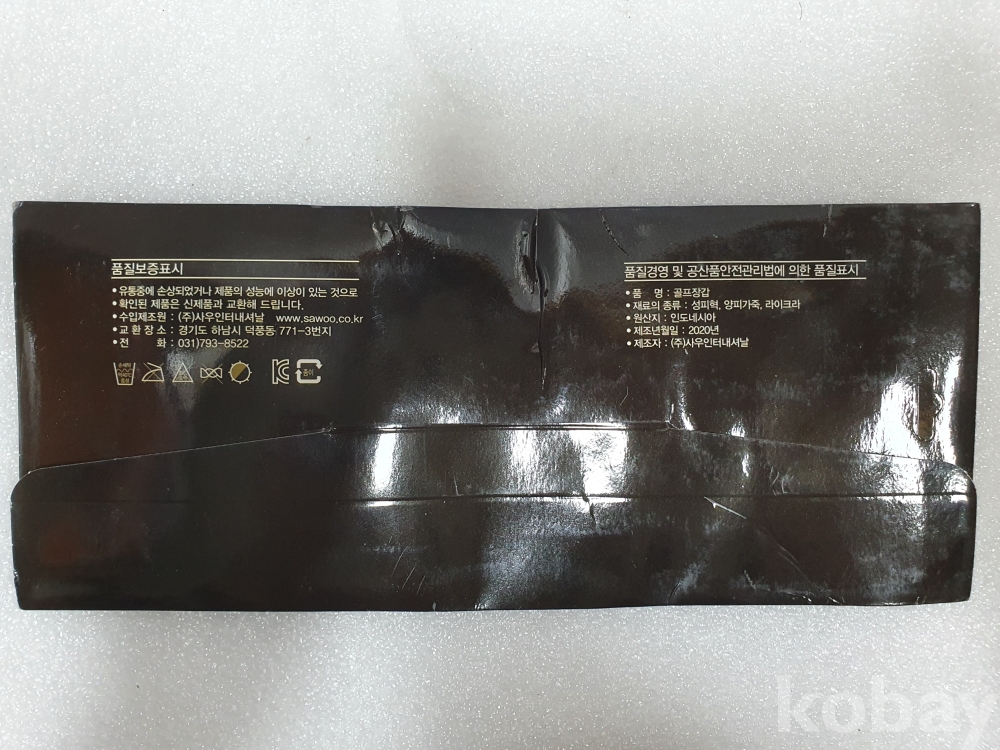 품질보증표시
• 유통중에 손상되었거나 제품의 성능에 이상이 있는 것으로
• 확인된 제품은 신제품과 교환해 드립니다.
• 수입제조원 : (주)사우인터내셔날 www.sawoo.co.kr
• 교 환 장 소 : 경기도 하남시 덕풍동 771-3번지
• 전 화 : 031)793-8522
중성
종이
품질경영 및 공산품안전관리법에 의한 품질표시
• 품 명 : 골프장갑
• 재료의 종류 : 성피혁, 양피가죽, 라이크라
• 원산지 : 인도네시아
• 제조년월일 : 2020년
• 제조자 : (주)사우인터내셔날
kobay